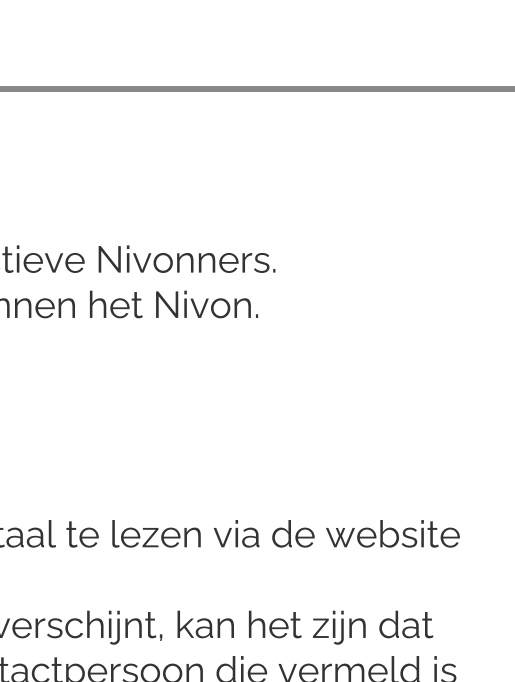 tieve Nivonners.
nnen het Nivon.
taal te lezen via de website
verschijnt, kan het zijn dat
tactpersoon die vermeld is